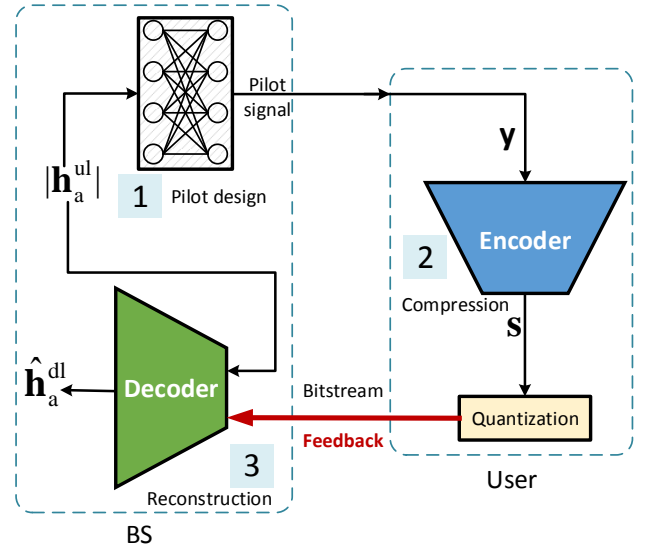 Pilot
signal
1 Pilot design
|h_a^ul|
y
Encoder
2
Compression
s
Quantization
User
Bitstream
Feedback
Decoder
ĥ_a^dl
3
Reconstruction
BS